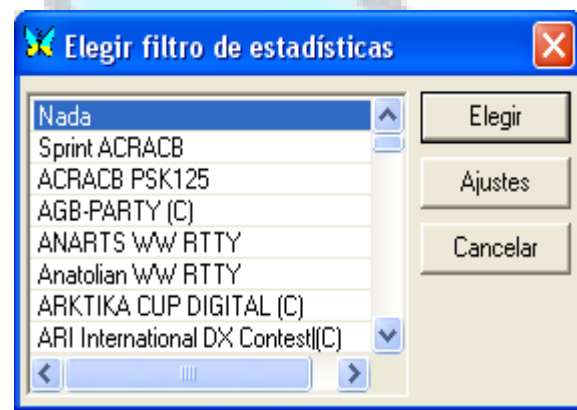 Elegir filtro de estadísticas
Nada
Sprint ACRACB
ACRACB PSK125
AGB-PARTY (C)
ANARTS WW RTTY
Anatolian WW RTTY
ARKTIKA CUP DIGITAL (C)
ARI International DX Contest|(C)
Elegir
Ajustes
Cancelar